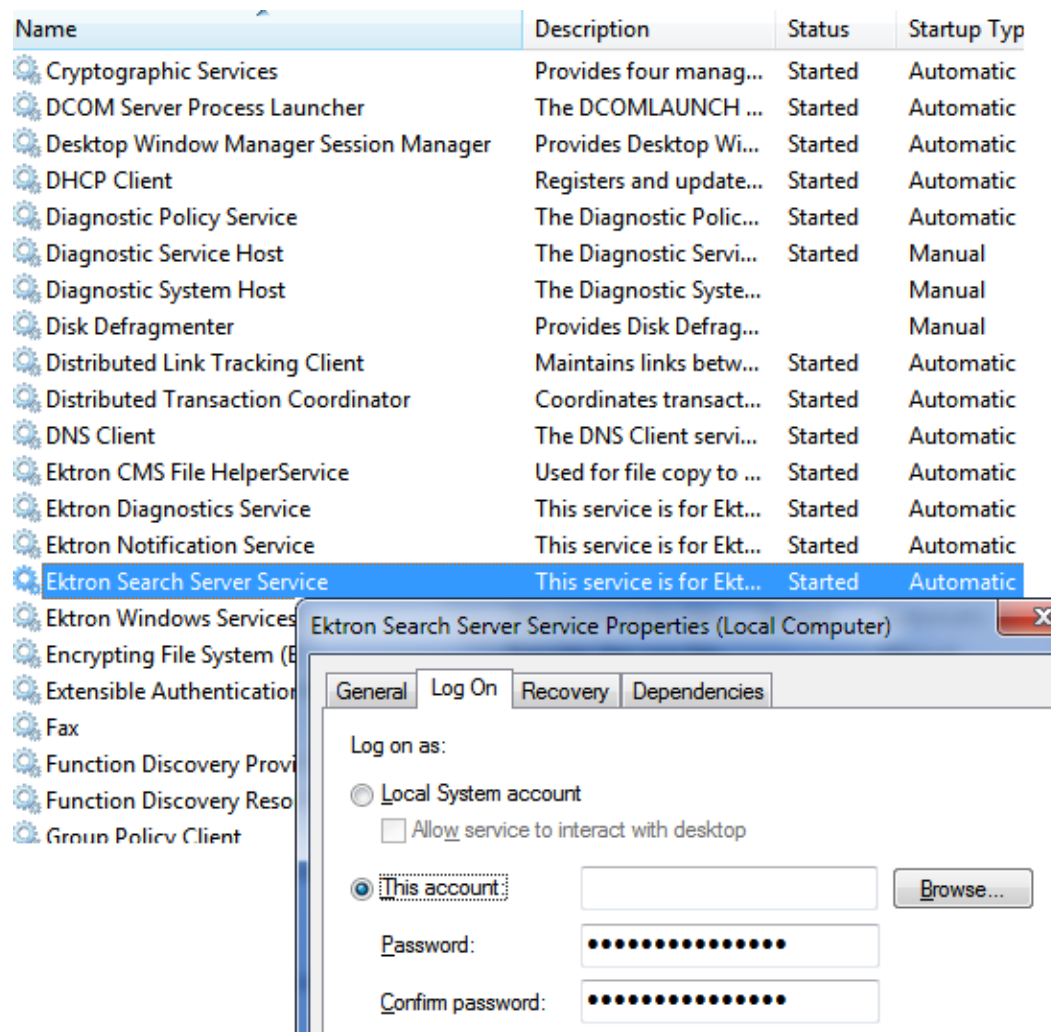 Name Description Status Startup Typ
Cryptographic Services Provides four manag... Started Automatic
DCOM Server Process Launcher The DCOMLAUNCH ... Started Automatic
Desktop Window Manager Session Manager Provides Desktop Wi... Started Automatic
DHCP Client Registers and update... Started Automatic
Diagnostic Policy Service The Diagnostic Polic... Started Automatic
Diagnostic Service Host The Diagnostic Servi... Started Manual
Diagnostic System Host The Diagnostic Syste... Manual
Disk Defragmenter Provides Disk Defrag... Manual
Distributed Link Tracking Client Maintains links betw... Started Automatic
Distributed Transaction Coordinator Coordinates transact... Started Automatic
DNS Client The DNS Client servi... Started Automatic
Ektron CMS File HelperService Used for file copy to ... Started Automatic
Ektron Diagnostics Service This service is for Ekt... Started Automatic
Ektron Notification Service This service is for Ekt... Started Automatic
Ektron Search Server Service This service is for Ekt... Started Automatic
Ektron Windows Services
Encrypting File System (E
Extensible Authentication
Fax
Function Discovery Provi
Function Discovery Reso
Group Policy Client
Ektron Search Server Service Properties (Local Computer)
General Log On Recovery Dependencies
Log on as:
Local System account
Allow service to interact with desktop
This account: Browse...
Password: •••••••••••••••
Confirm password: •••••••••••••••